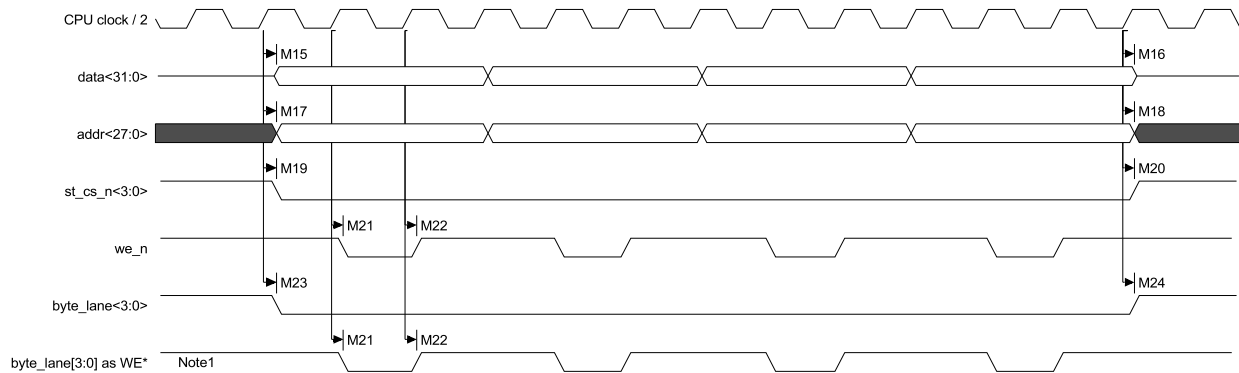 CPU clock / 2
M15 M16
data<31:0>
M17 M18
addr<27:0>
M19 M20
st_cs_n<3:0>
M21 M22
we_n
M23 M24
byte_lane<3:0>
M21 M22
byte_lane[3:0] as WE* Note1